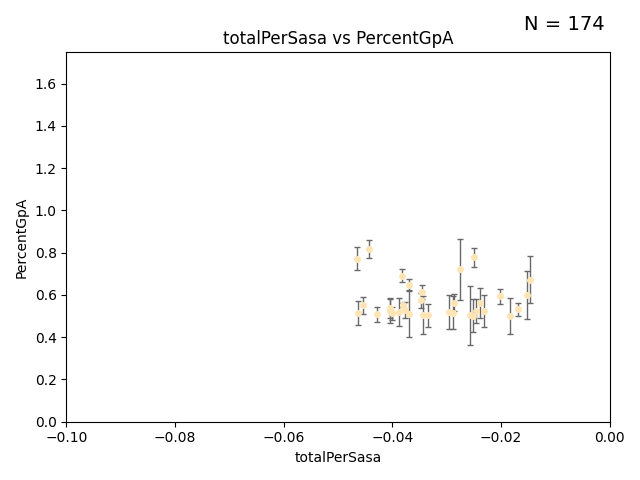 N = 174
totalPerSasa vs PercentGpA
PercentGpA
1.6
1.4
1.2
1.0
0.8
0.6
0.4
0.2
0.0
−0.10 −0.08 −0.06 −0.04 −0.02 0.00
totalPerSasa